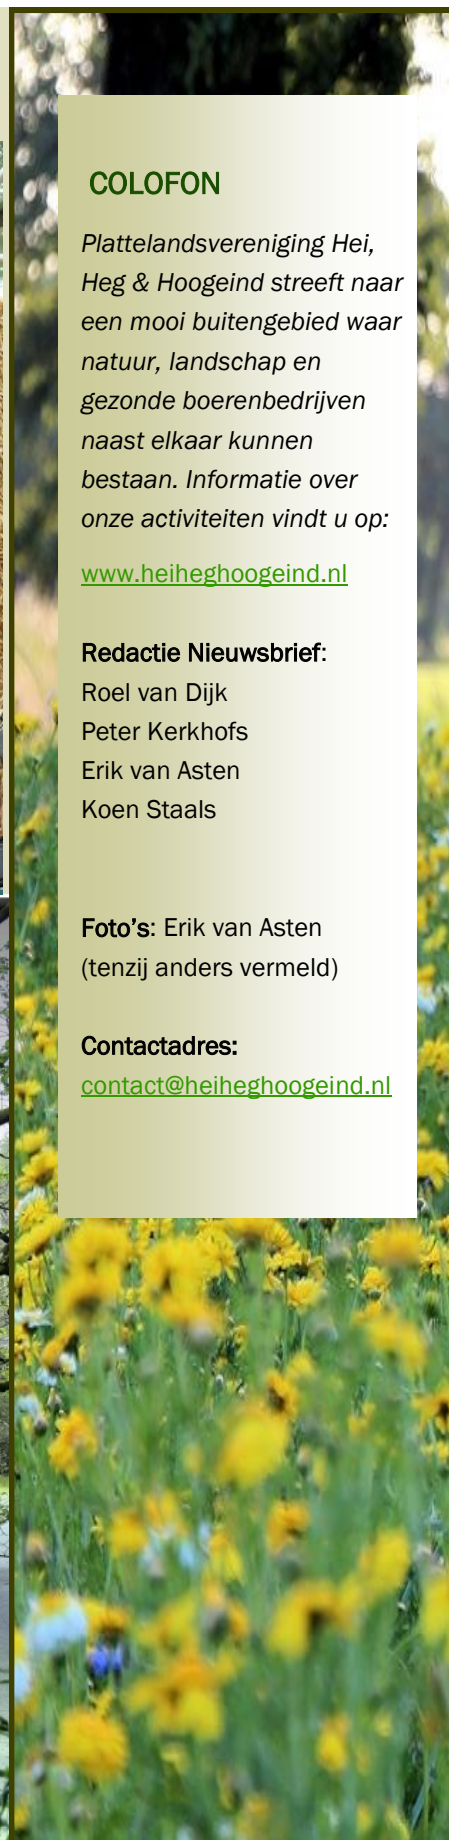 COLOFON
Plattelandsvereniging Hei,
Heg & Hoogeind streeft naar
een mooi buitengebied waar
natuur, landschap en
gezonde boerenbedrijven
naast elkaar kunnen
bestaan. Informatie over
onze activiteiten vindt u op:
www.heiheghoogeind.nl
Redactie Nieuwsbrief:
Roel van Dijk
Peter Kerkhofs
Erik van Asten
Koen Staals
Foto’s: Erik van Asten
(tenzij anders vermeld)
Contactadres:
contact@heiheghoogeind.nl